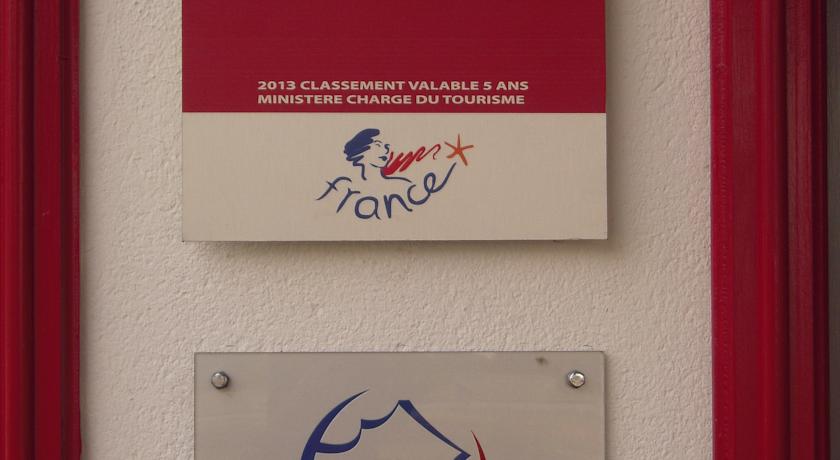 2013 CLASSEMENT VALABLE 5 ANS
MINISTERE CHARGE DU TOURISME
france